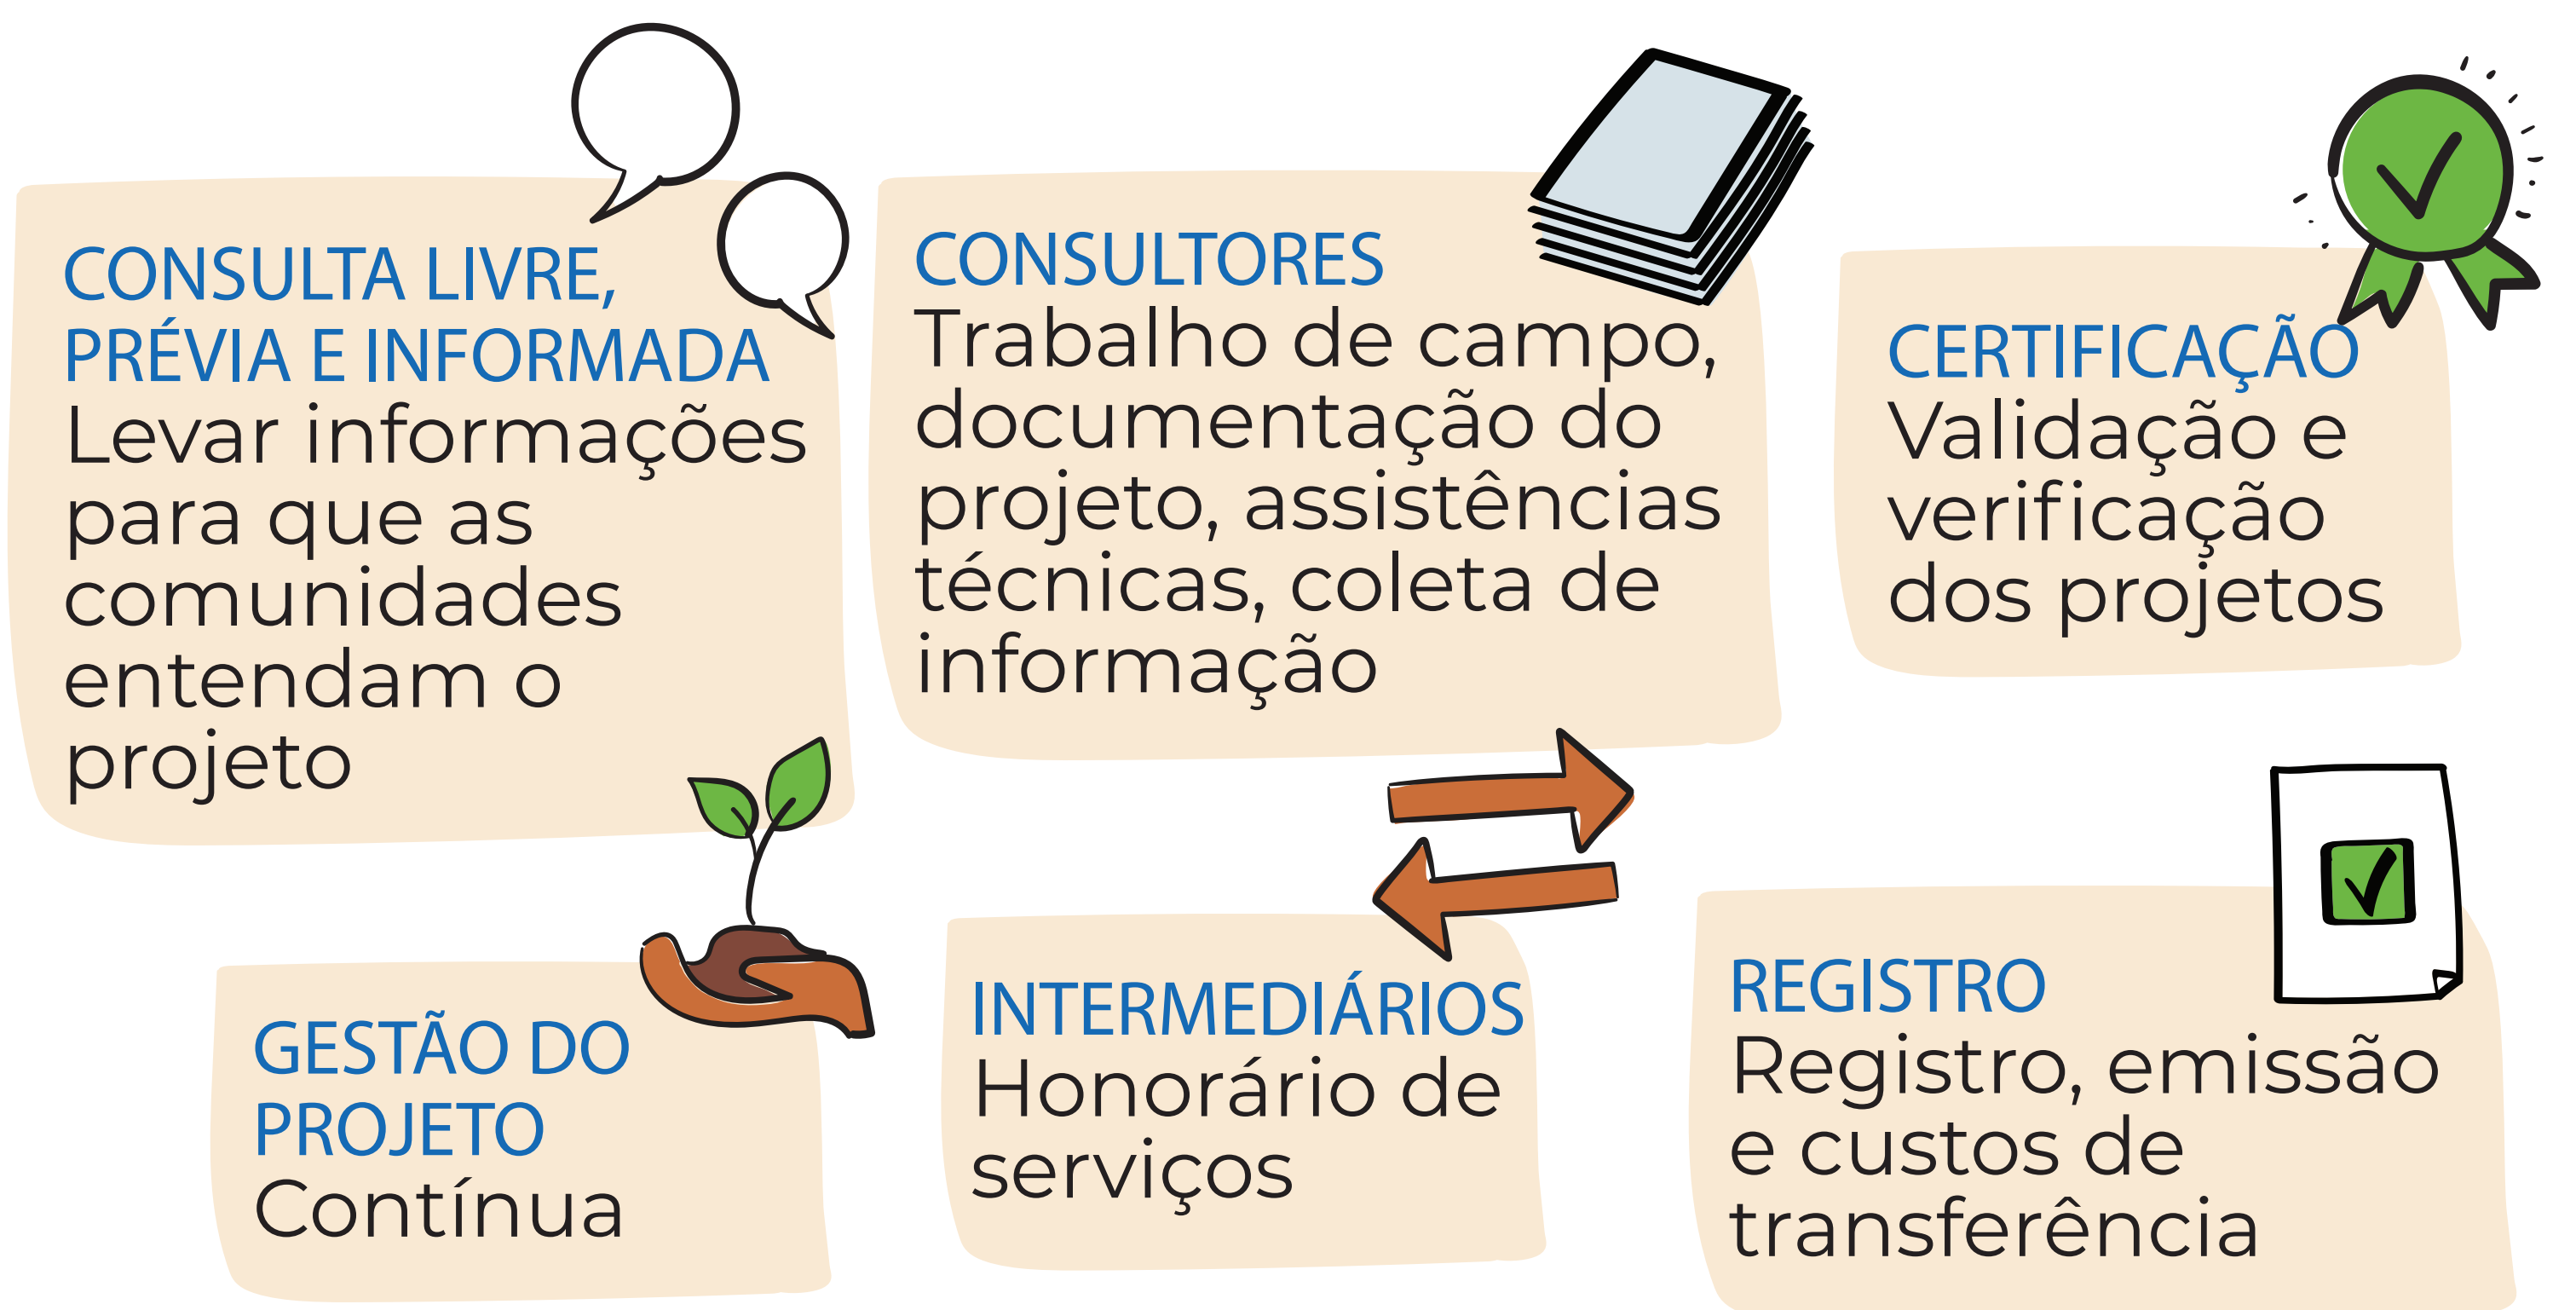 CONSULTA LIVRE,
PRÉVIA E INFORMADA
Levar informações
para que as
comunidades
entendam o
projeto
CONSULTORES
Trabalho de campo,
documentação do
projeto, assistências
técnicas, coleta de
informação
CERTIFICAÇÃO
Validação e
verificação
dos projetos
GESTÃO DO
PROJETO
Contínua
INTERMEDIÁRIOS
Honorário de
serviços
REGISTRO
Registro, emissão
e custos de
transferência